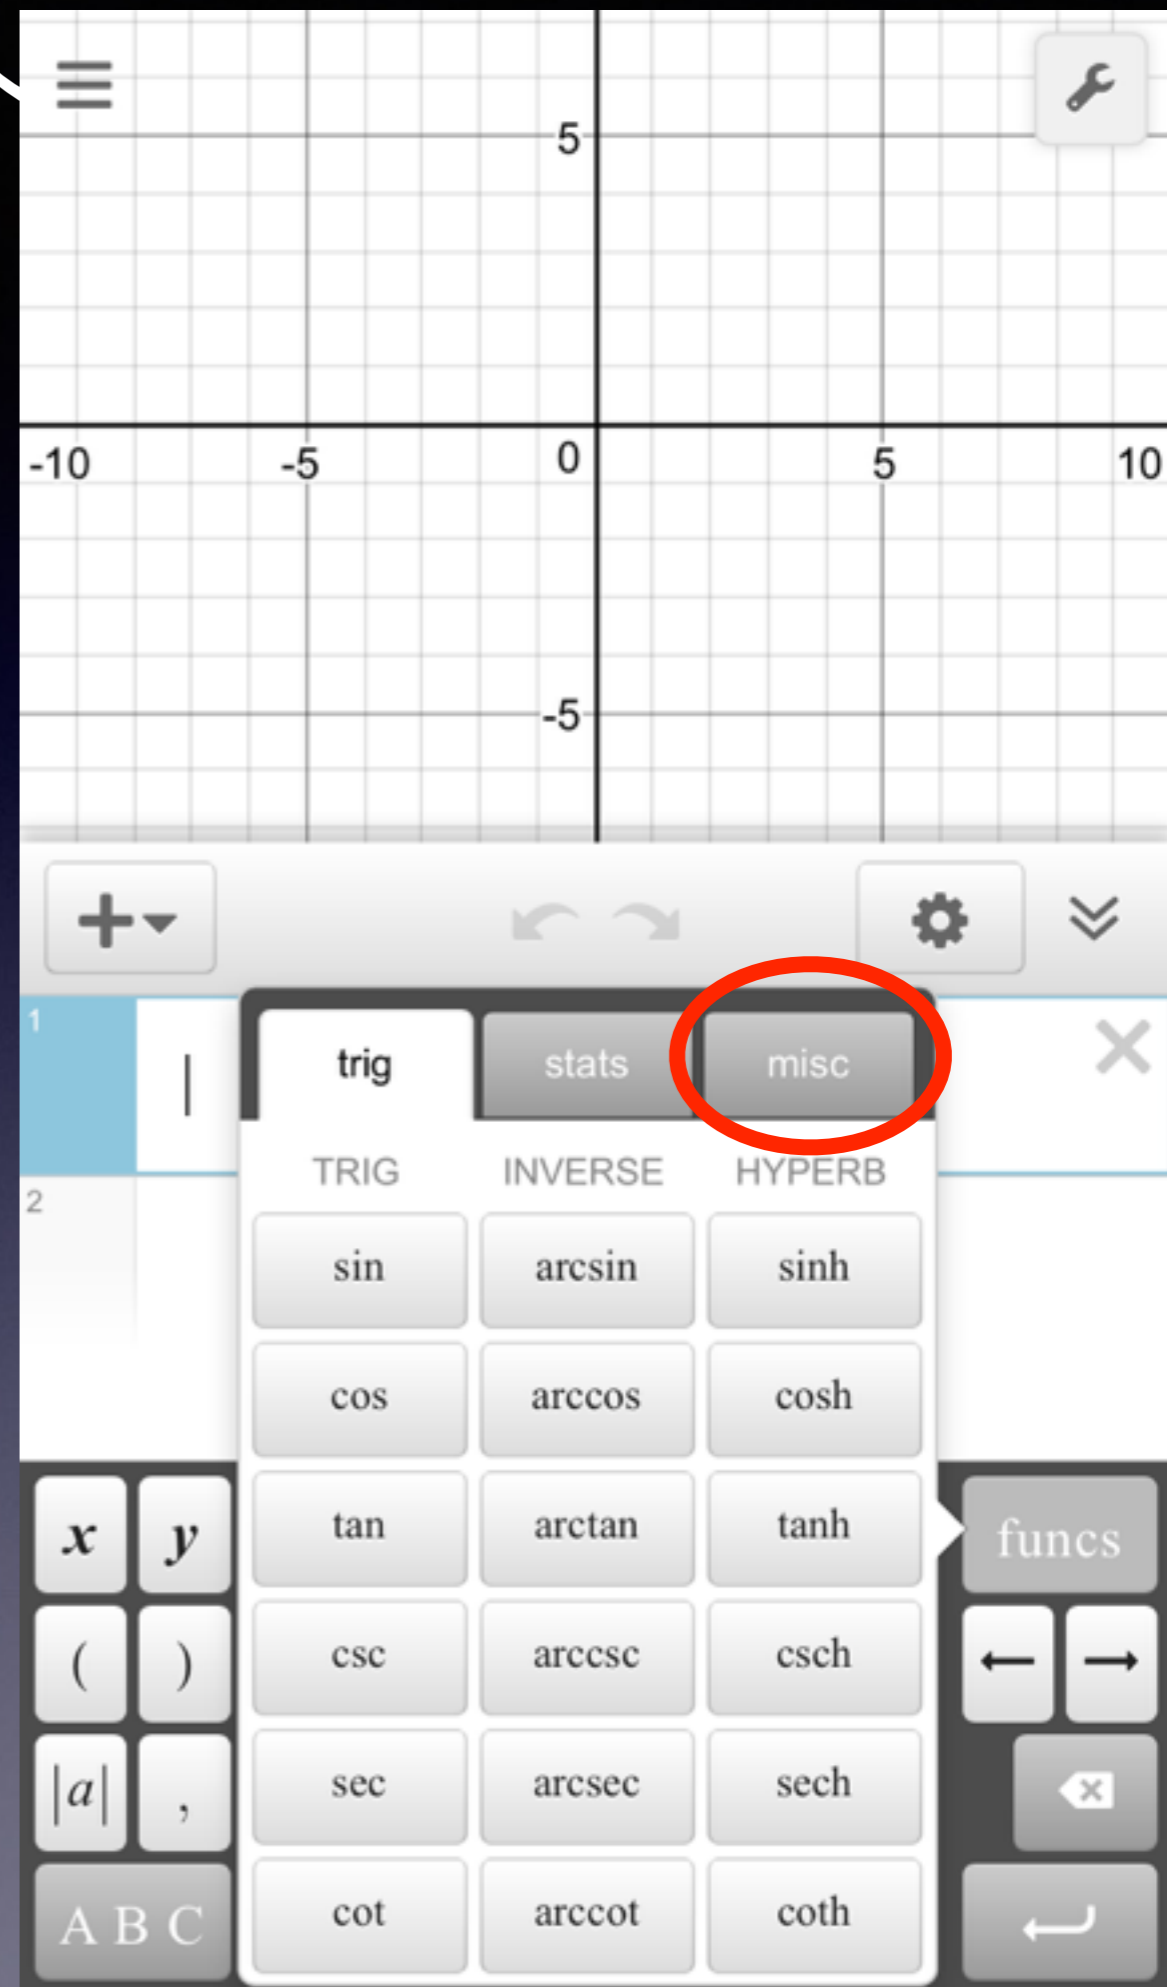 5
-10 -5 0 5 10
-5
1
trig stats misc
TRIG INVERSE HYPERB
2
sin arcsin sinh
cos arccos cosh
x y tan arctan tanh funcs
( ) csc arccsc csch
|a| , sec arcsec sech
A B C cot arccot coth